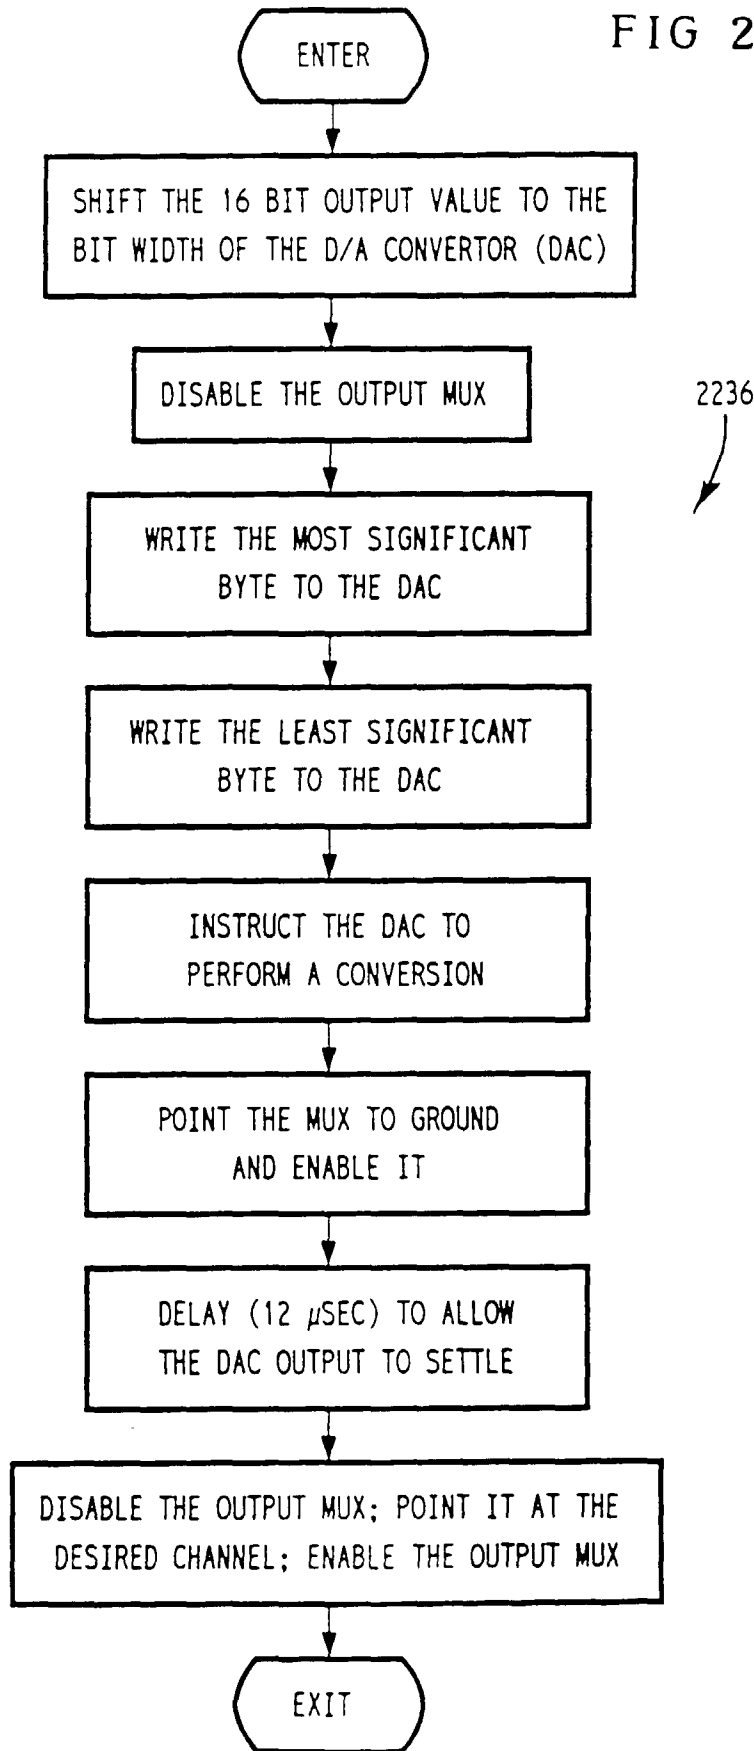 FIG 2
ENTER
SHIFT THE 16 BIT OUTPUT VALUE TO THE
BIT WIDTH OF THE D/A CONVERTOR (DAC)
DISABLE THE OUTPUT MUX
2236
WRITE THE MOST SIGNIFICANT
BYTE TO THE DAC
WRITE THE LEAST SIGNIFICANT
BYTE TO THE DAC
INSTRUCT THE DAC TO
PERFORM A CONVERSION
POINT THE MUX TO GROUND
AND ENABLE IT
DELAY (12 µSEC) TO ALLOW
THE DAC OUTPUT TO SETTLE
DISABLE THE OUTPUT MUX; POINT IT AT THE
DESIRED CHANNEL; ENABLE THE OUTPUT MUX
EXIT